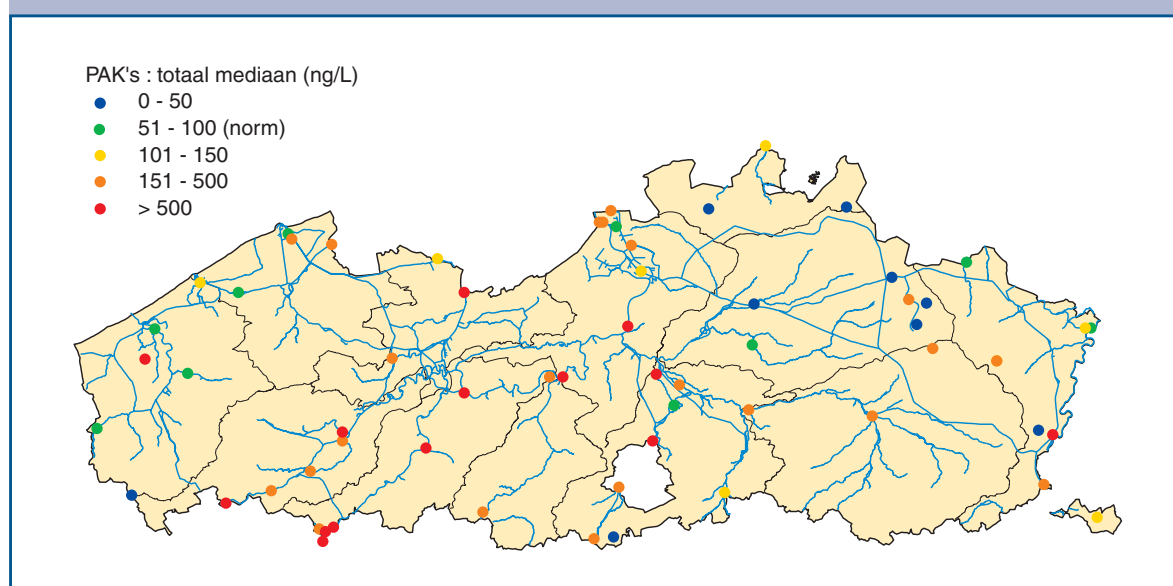 PAK's : totaal mediaan (ng/L)
0 - 50
51 - 100 (norm)
101 - 150
151 - 500
> 500